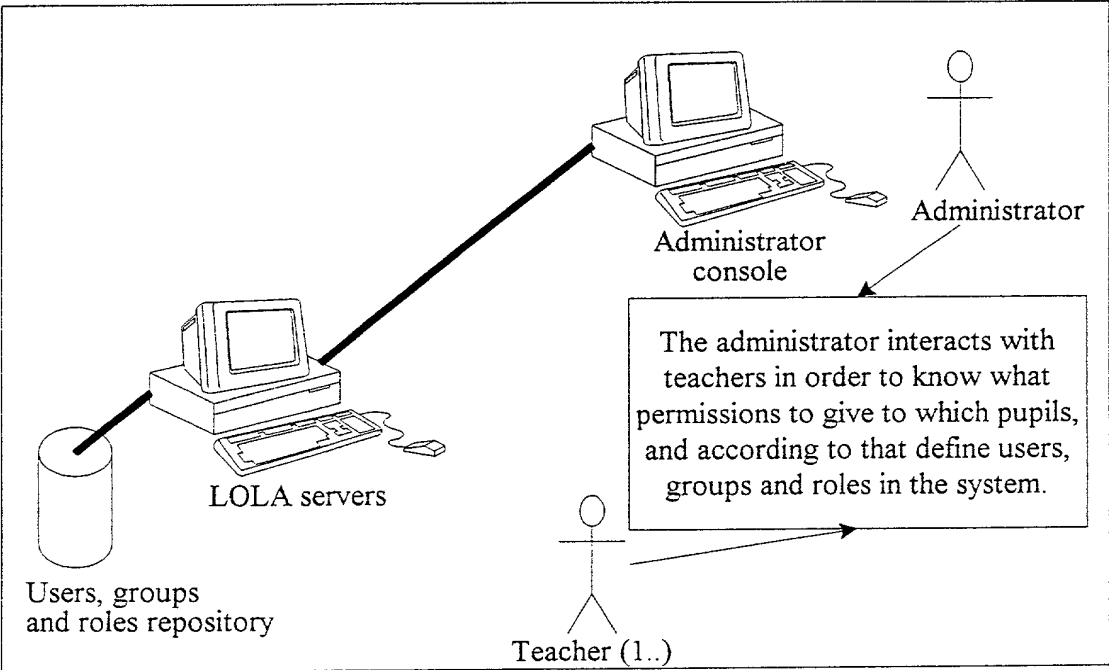 Administrator
Administrator
console
The administrator interacts with
teachers in order to know what
permissions to give to which pupils,
and according to that define users,
groups and roles in the system.
LOLA servers
Users, groups
and roles repository
Teacher (1..)